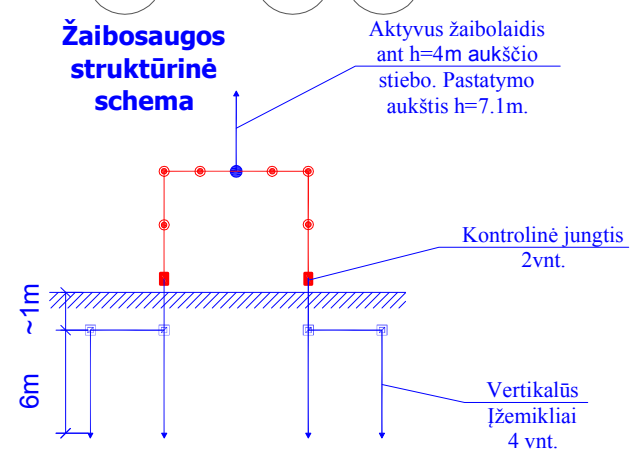 Žaibosaugos
struktūrinė
schema
Aktyvus žaibolaidis
ant h=4m aukščio
stiebo. Pastatymo
aukštis h=7.1m.
Kontrolinė jungtis
2vnt.
~1m
6m
Vertikalūs
Įžemikliai
4 vnt.